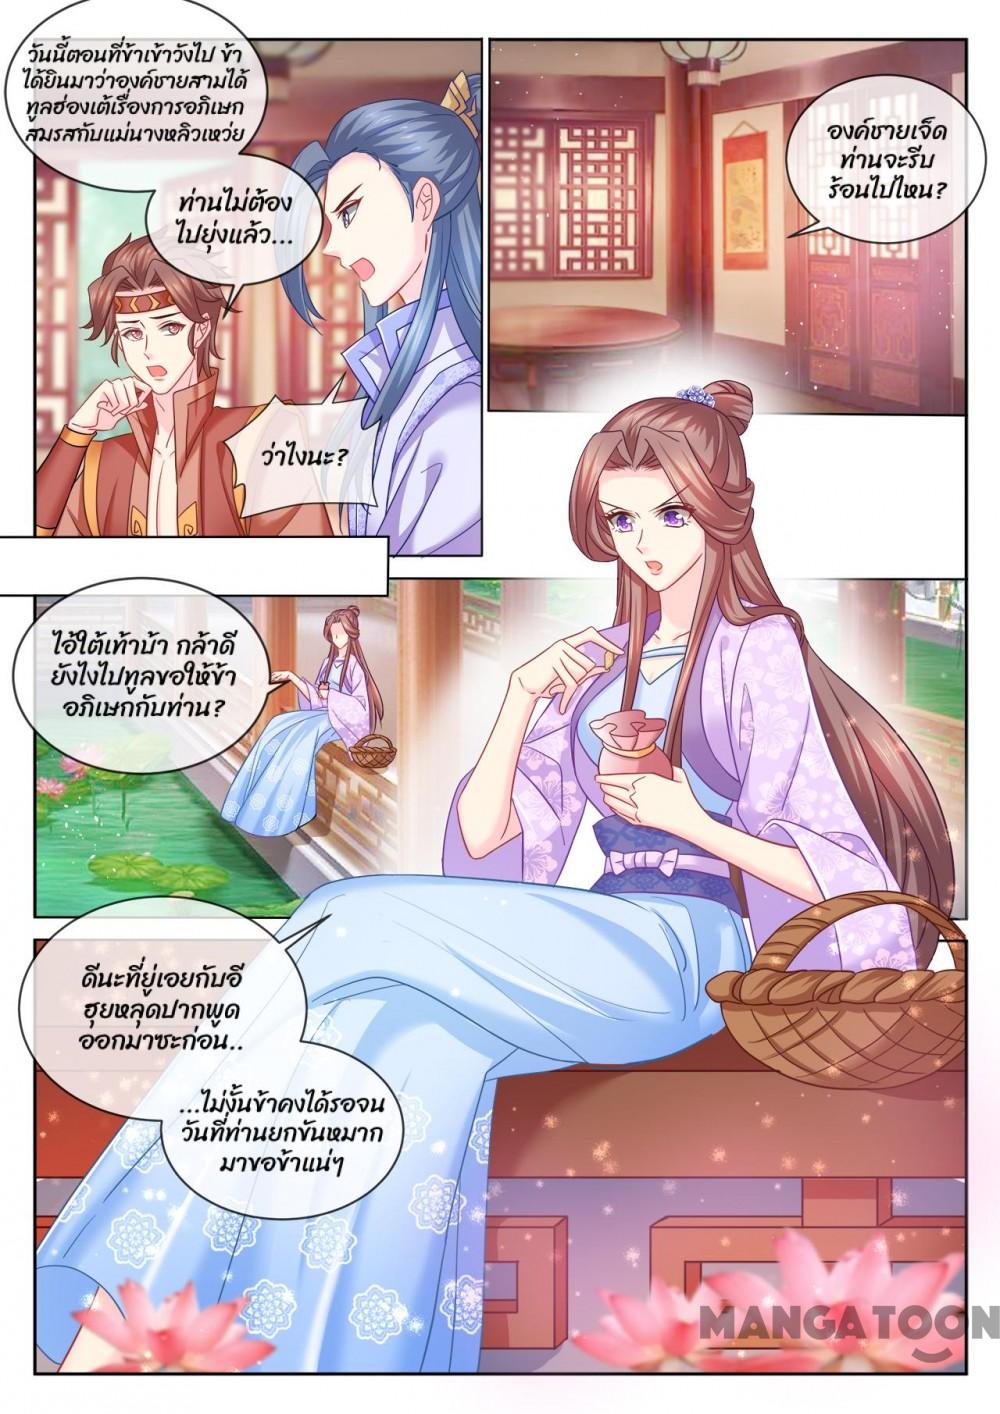 วันนี้ตอนที่ข้าเข้าวังไป ข้า
ได้ยินมาว่าองค์ชายสามได้
ทูลฮ่องเต้เรื่องการอภิเษก
สมรสกับแม่นางหลิวเหว่ย
ท่านไม่ต้อง
ไปยุ่งแล้ว...
ว่าไงนะ?
องค์ชายเจ็ด
ท่านจะรีบ
ร้อนไปไหน?
ไอ้ใต้เท้าบ้า กล้าดี
ยังไงไปทูลขอให้ข้า
อภิเษกกับท่าน?
ดีนะที่ยู่เอยกับอี
ฮุยหลุดปากพูด
ออกมาซะก่อน..
...ไม่งั้นข้าคงได้รอจน
วันที่ท่านยกขันหมาก
มาขอข้าแน่ๆ
MANGATOON